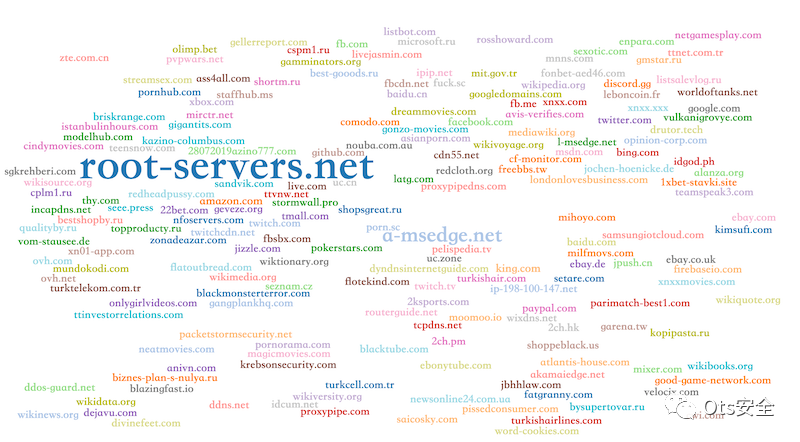 listbot.com
netgamesplay.com
gellerreport.com fb.com microsoft.ru rosshoward.com enpara.com
olimp.bet cspm1.ru livejasmin.com sexotic.com ttnet.com.tr
zte.com.cn pvpwars.net gamminators.org mnns.com gmstar.ru
best-gooods.ru ipip.net mit.gov.tr fonbet-aed46.com listsalevlog.ru
streamsex.com ass4all.com shortm.ru fbcdn.net fuck.sc wikipedia.org discord.gg
pornhub.com staffhub.ms baidu.cn googledomains.com leboncoin.fr worldoftanks.net
xbox.com fb.me xnxx.com xnxx.xxx google.com
briskrange.com mirctr.net dreammovies.com avis-verifies.com twitter.com vulkanigrovye.com
istanbulinhours.com gigantits.com comodo.com facebook.com drutor.tech
modelhub.com kazino-columbus.com gonzo-movies.com mediawiki.org
cindymovies.com teensnow.com 28072019azino777.com github.com nouba.com.au asianporn.com wikivoyage.org l-msedge.net opinion-corp.com
root-servers.net cdn55.net cf-monitor.com msdn.com bing.com idgod.ph
sgkrehberi.com redcloth.org freebbs.tw jochen-hoenicke.de alanza.org
wikisource.org sandvik.com live.com uc.cn latg.com proxypipedns.com londonlovesbusiness.com 1xbet-stavki.site
cplm1.ru redheadpussy.com ttvnw.net teamspeak3.com
thy.com amazon.com stormwall.pro
incapdns.net seee.press 22bet.com geveze.org shopsgreat.ru
bestshopby.ru nfoservers.com tmall.com mihoyo.com ebay.com
qualityby.ru topproducty.ru twitchcdn.net twitch.com porn.sc kimsufi.com
vom-stausee.de zonadeazar.com fbsbx.com a-msedge.net samsungiotcloud.com
xn01-app.com jizzle.com pokerstars.com pelispedia.tv baidu.com
ovh.com wiktionary.org uc.zone milfmovs.com ebay.co.uk
mundokodi.com flatoutbread.com dyndnsinternetguide.com king.com ebay.de jpush.cn firebaseio.com
ovh.net wikimedia.org turkishair.com setare.com xnxxmovies.com
turktelekom.com.tr seznam.cz flotekind.com twitch.tv ip-198-100-147.net
blackmonsterterror.com
onlygirlvideos.com gangplankhq.com 2ksports.com paypal.com parimatch-best1.com wikiquote.org
ttinvestorrelations.com routerguide.net moomoo.io wixdns.net
tcpdns.net 2ch.hk garena.tw
packetstormsecurity.net 2ch.pm kopipasta.ru
pornorama.com shoppeblack.us
neatmovies.com magicmovies.com blacktube.com
anivn.com krebsonsecurity.com ebonytube.com atlantis-house.com mixer.com wikibooks.org
biznes-plan-s-nulya.ru akamaiedge.net
ddos-guard.net blazingfast.io turkcell.com.tr jbhhlaw.com good-game-network.com
wikidata.org wikiversity.org newsonline24.com.ua fatgranny.com velocix.com
wikinews.org dejavu.com ddns.net idcum.net proxypipe.com pissedconsumer.com bysupertovar.ru
divinefeet.com saicosky.com turkishairlines.com
word-cookies.com
Ots安全